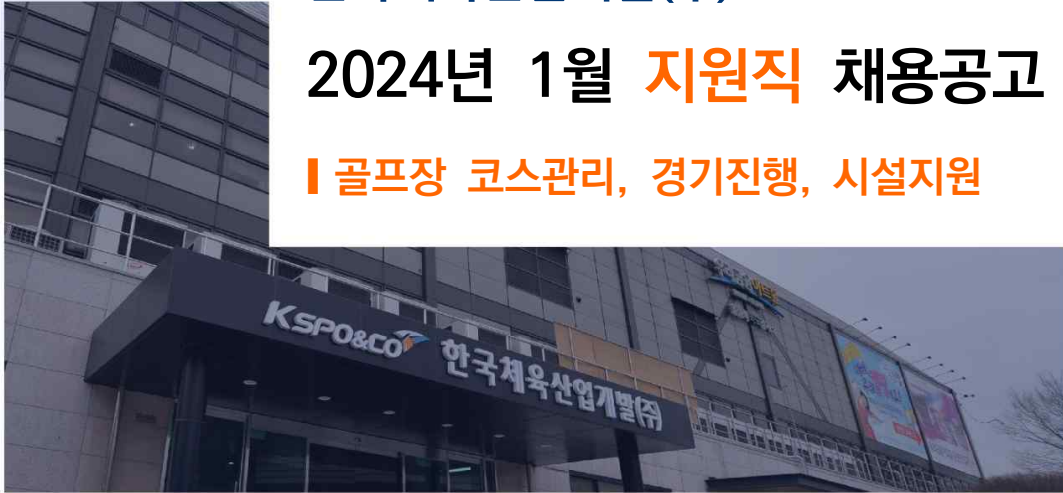 2024년 1월 지원직 채용공고
골프장 코스관리, 경기진행, 시설지원
KSPO&CO 한국체육산업개발(주)